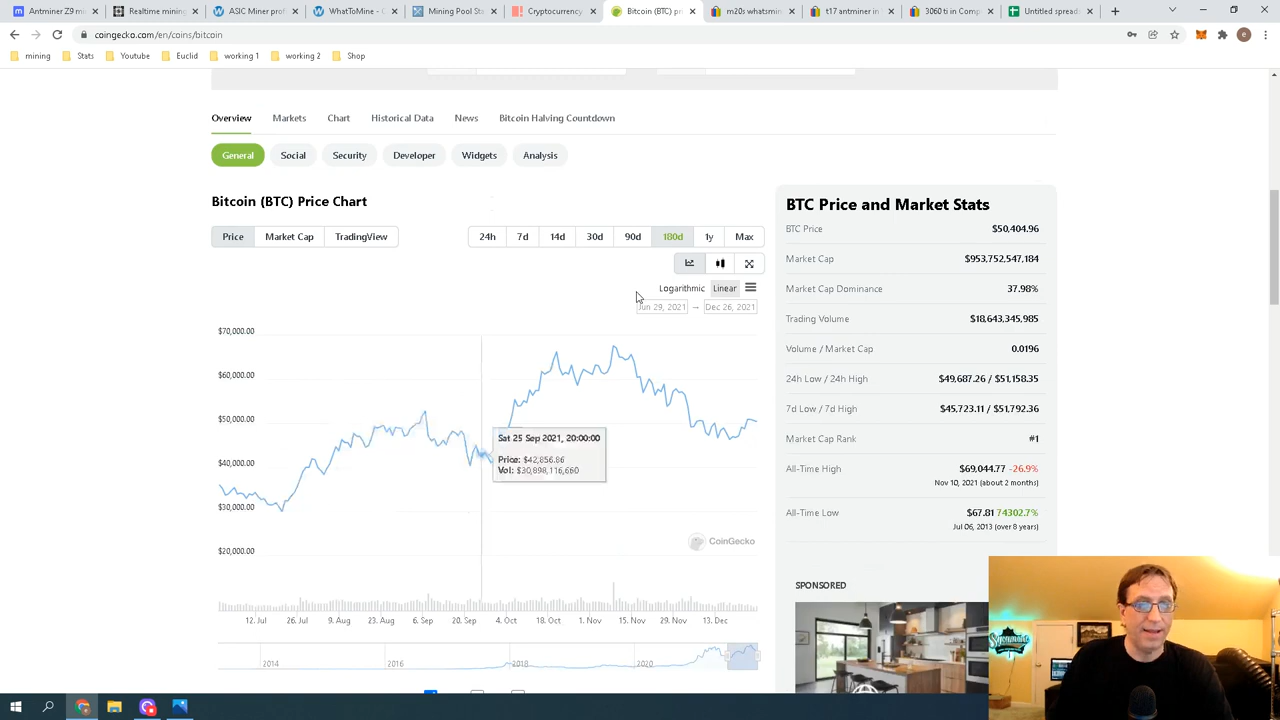 Antminer Z9 mi
Realtime mining
ASIC Miner prof
WhatToMine - C
Mining Pool Sta
Cryptocurrency
Bitcoin (BTC) pri
m20s whatsmin
t17 antminer in
3060 ti in Comp
Untitled spread
coingecko.com/en/coins/bitcoin
e
mining
Stats
Youtube
Euclid
working 1
working 2
Shop
Overview
Markets
Chart
Historical Data
News
Bitcoin Halving Countdown
General
Social
Security
Developer
Widgets
Analysis
Bitcoin (BTC) Price Chart
Price
Market Cap
TradingView
24h
7d
14d
30d
90d
180d
1y
Max
Logarithmic
Linear
Jun 29, 2021 → Dec 26, 2021
$70,000.00
$60,000.00
$50,000.00
$40,000.00
$30,000.00
$20,000.00
Sat 25 Sep 2021, 20:00:00
Price: $42,856.86
Vol: $30,898,116,660
CoinGecko
12. Jul
26. Jul
9. Aug
23. Aug
6. Sep
20. Sep
4. Oct
18. Oct
1. Nov
15. Nov
29. Nov
13. Dec
2014
2016
2018
2020
BTC Price and Market Stats
BTC Price $50,404.96
Market Cap $953,752,547,184
Market Cap Dominance 37.98%
Trading Volume $18,643,345,985
Volume / Market Cap 0.0196
24h Low / 24h High $49,687.26 / $51,158.35
7d Low / 7d High $45,723.11 / $51,792.36
Market Cap Rank #1
All-Time High $69,044.77 -26.9%
Nov 10, 2021 (about 2 months)
All-Time Low $67.81 74302.7%
Jul 06, 2013 (over 8 years)
SPONSORED